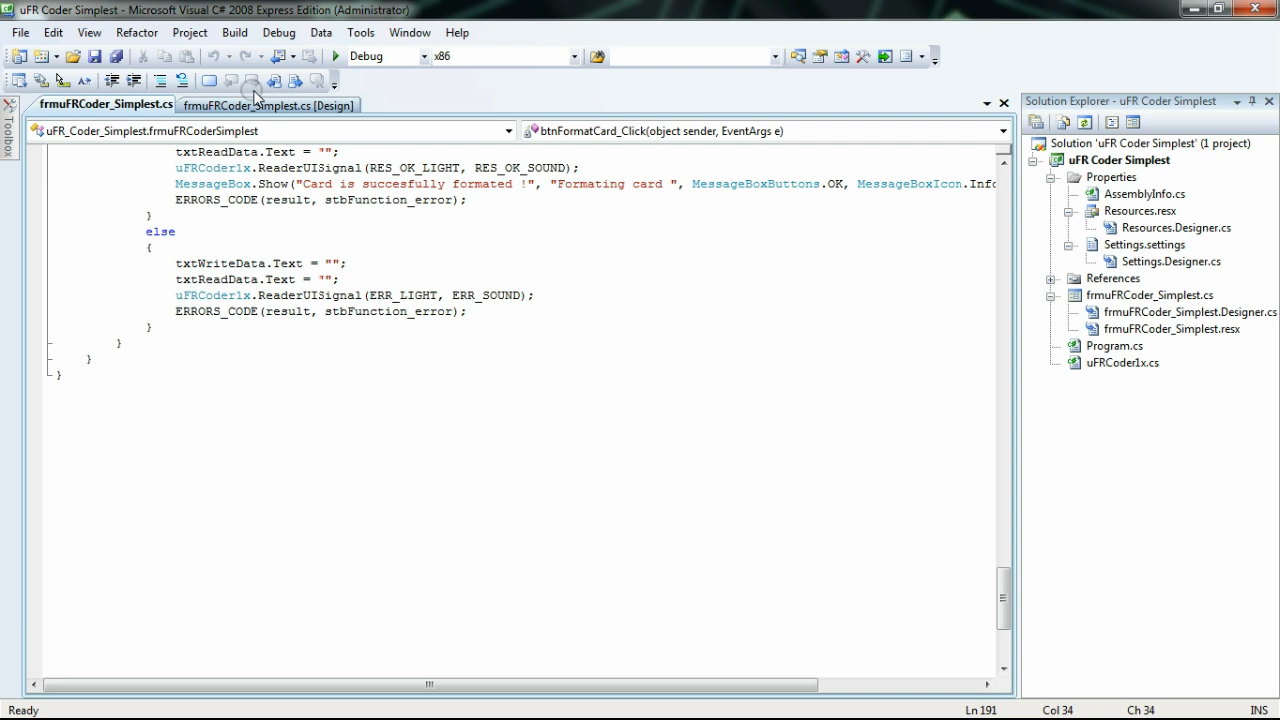 uFR Coder Simplest - Microsoft Visual C# 2008 Express Edition (Administrator)
File Edit View Refactor Project Build Debug Data Tools Window Help
Debug x86
frmuFRCoder_Simplest.cs frmuFRCoder_Simplest.cs [Design]
Toolbox
uFR_Coder_Simplest.frmuFRCoderSimplest btnFormatCard_Click(object sender, EventArgs e)
txtReadData.Text = "";
uFRCoder1x.ReaderUISignal(RES_OK_LIGHT, RES_OK_SOUND);
MessageBox.Show("Card is succesfully formated !", "Formating card ", MessageBoxButtons.OK, MessageBoxIcon.Info
ERRORS_CODE(result, stbFunction_error);
}
else
{
txtWriteData.Text = "";
txtReadData.Text = "";
uFRCoder1x.ReaderUISignal(ERR_LIGHT, ERR_SOUND);
ERRORS_CODE(result, stbFunction_error);
}
}
}
}
Solution Explorer - uFR Coder Simplest
Solution 'uFR Coder Simplest' (1 project)
uFR Coder Simplest
Properties
AssemblyInfo.cs
Resources.resx
Resources.Designer.cs
Settings.settings
Settings.Designer.cs
References
frmuFRCoder_Simplest.cs
frmuFRCoder_Simplest.Designer.cs
frmuFRCoder_Simplest.resx
Program.cs
uFRCoder1x.cs
Ready Ln 191 Col 34 Ch 34 INS